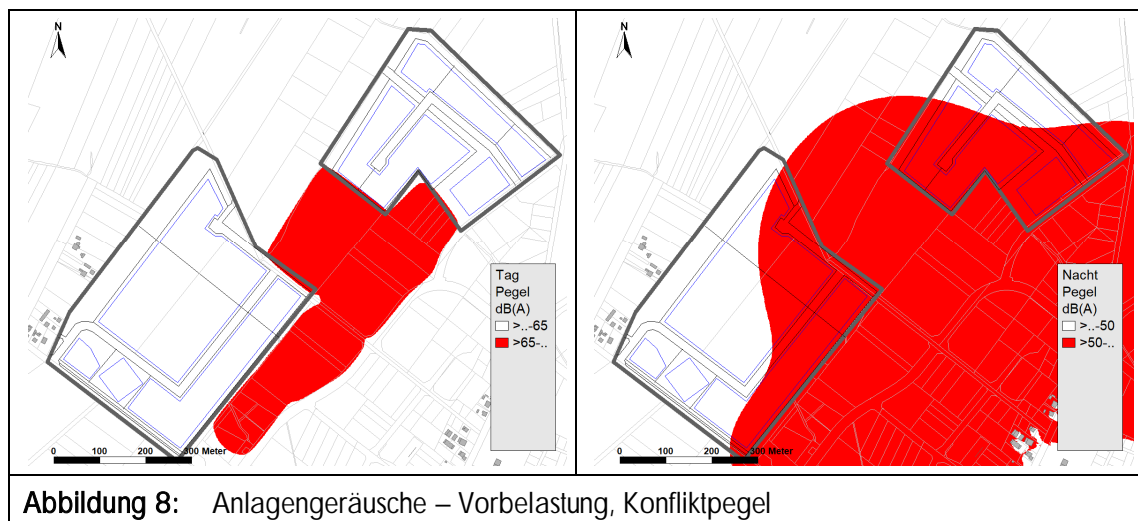 N
Tag
Pegel
dB(A)
>..-65
>65-..
0 100 200 300 Meter
N
Nacht
Pegel
dB(A)
>..-50
>50-..
0 100 200 300 Meter
Abbildung 8: Anlagengeräusche – Vorbelastung, Konfliktpegel